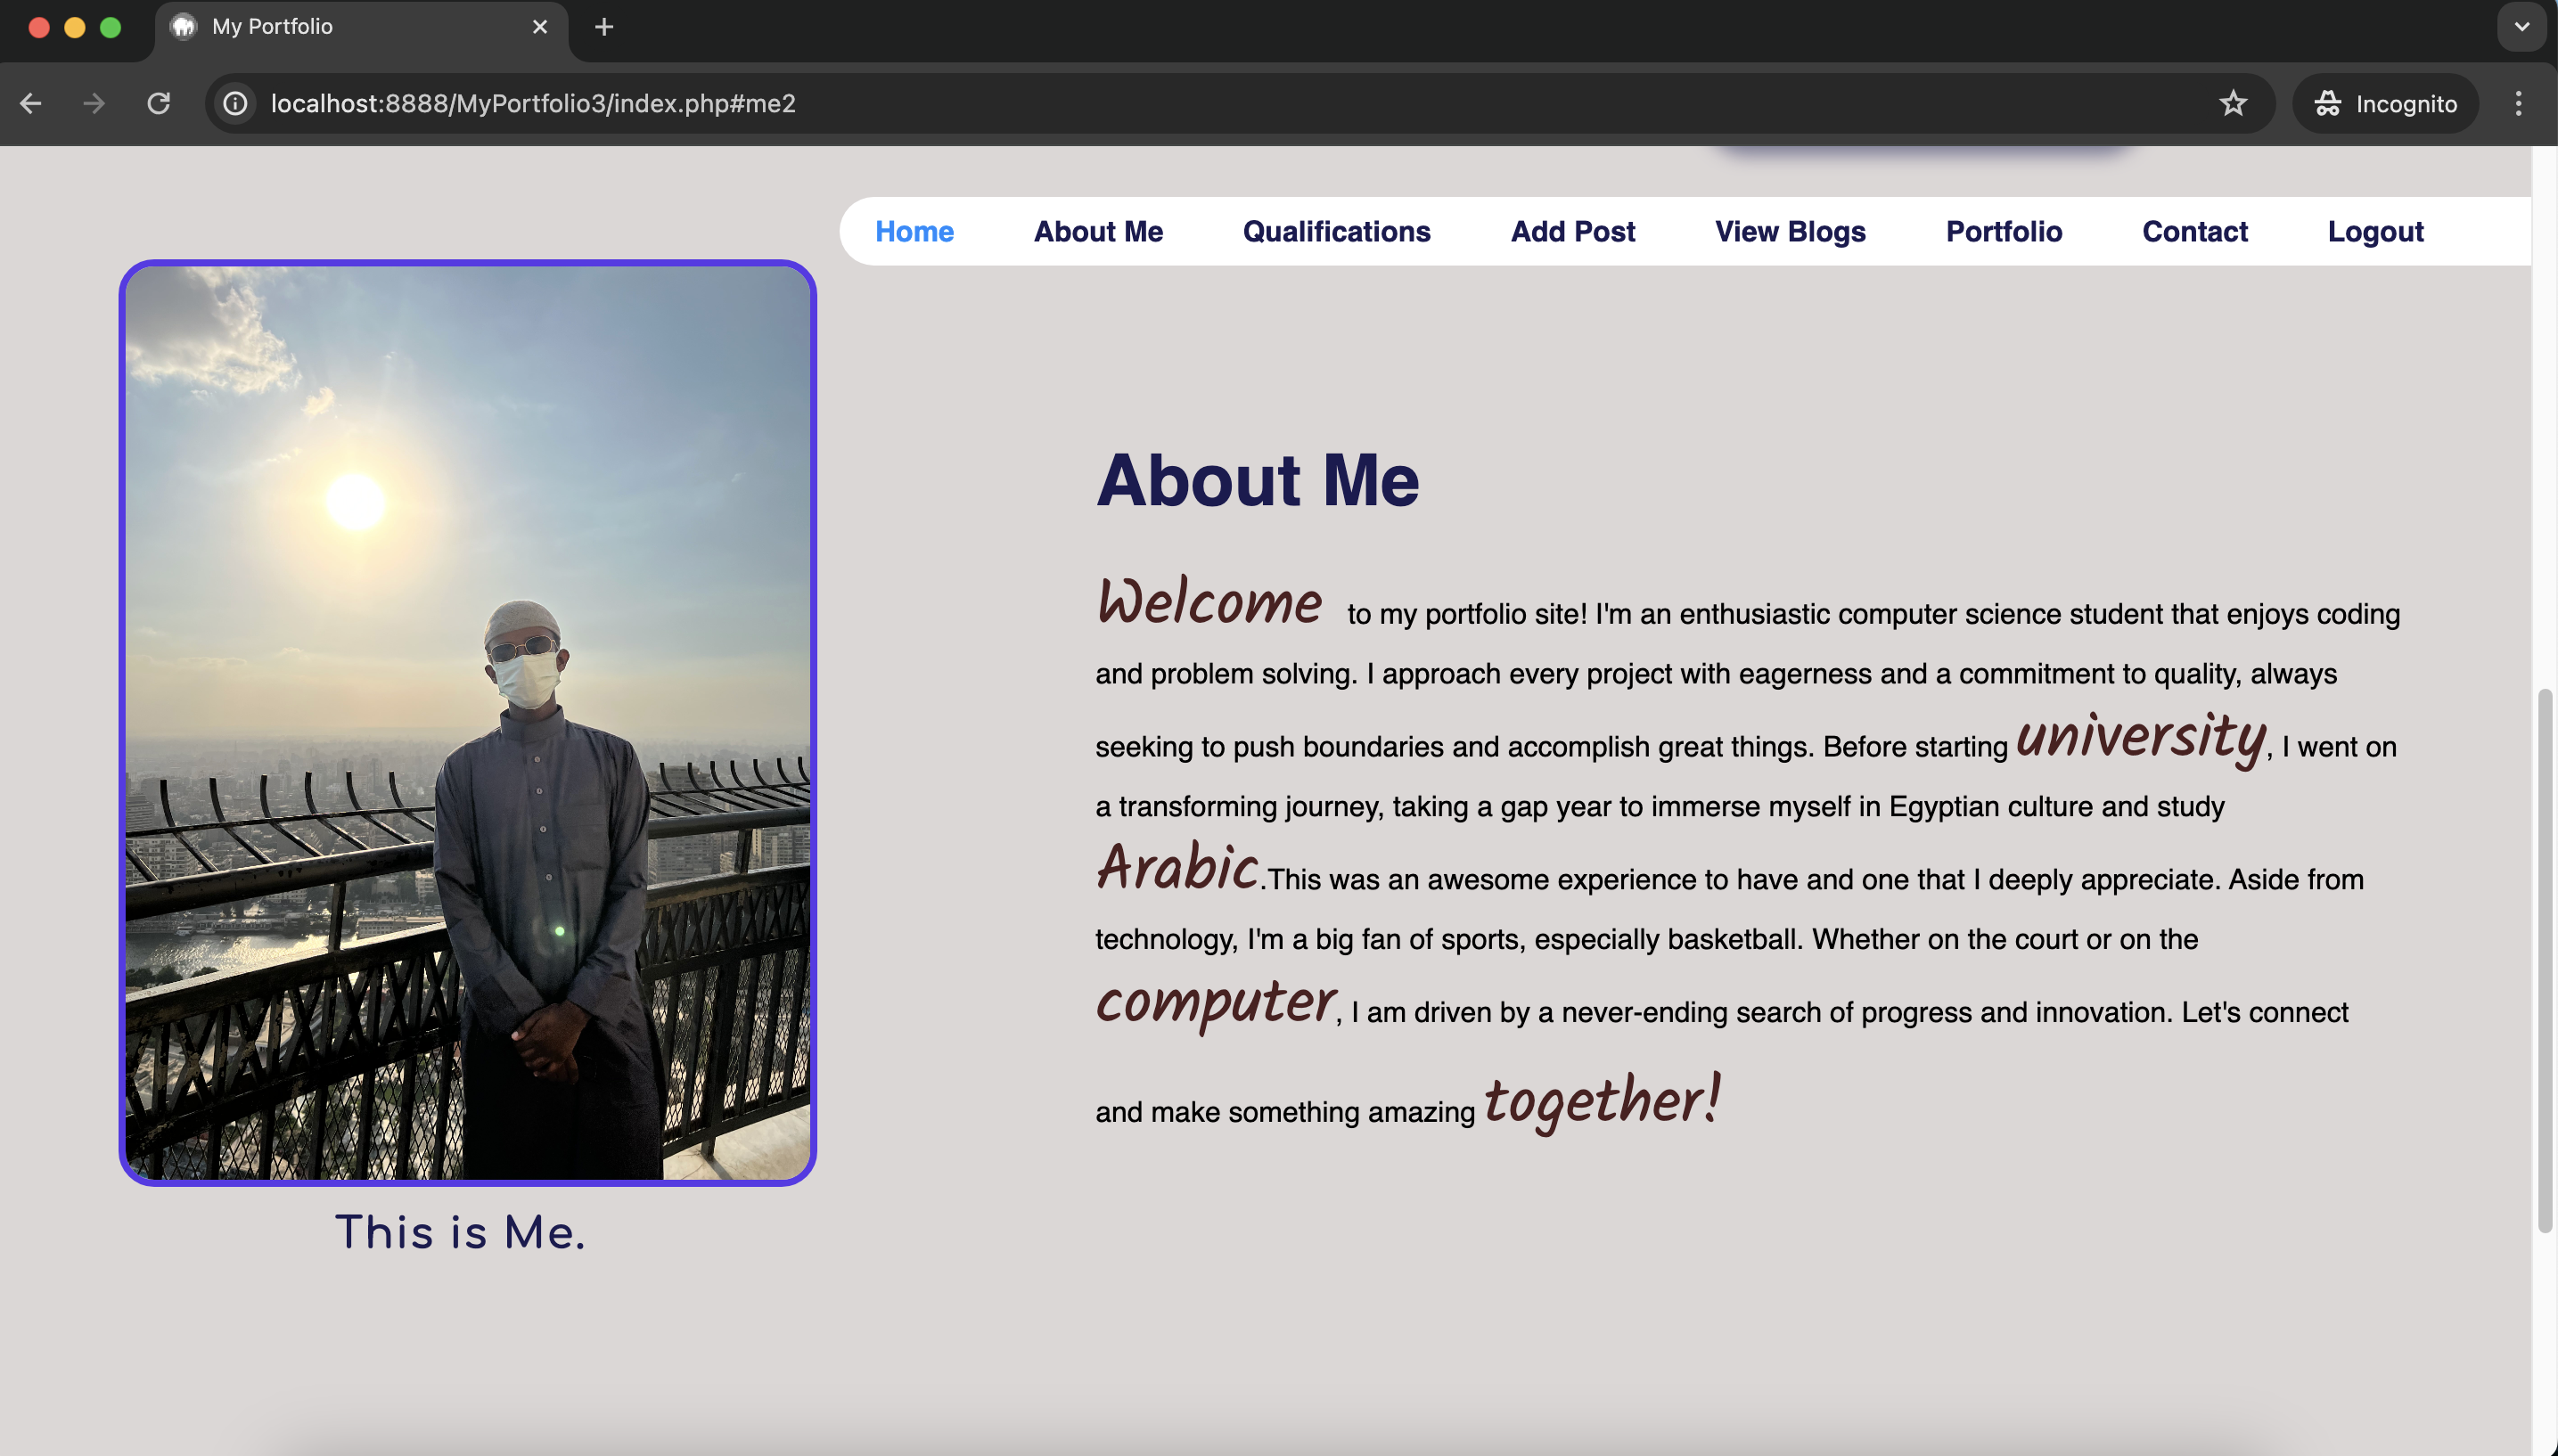 My Portfolio
localhost:8888/MyPortfolio3/index.php#me2
Incognito
Home About Me Qualifications Add Post View Blogs Portfolio Contact Logout
About Me
Welcome to my portfolio site! I'm an enthusiastic computer science student that enjoys coding
and problem solving. I approach every project with eagerness and a commitment to quality, always
seeking to push boundaries and accomplish great things. Before starting university, I went on
a transforming journey, taking a gap year to immerse myself in Egyptian culture and study
Arabic.This was an awesome experience to have and one that I deeply appreciate. Aside from
technology, I'm a big fan of sports, especially basketball. Whether on the court or on the
computer, I am driven by a never-ending search of progress and innovation. Let's connect
and make something amazing together!
This is Me.